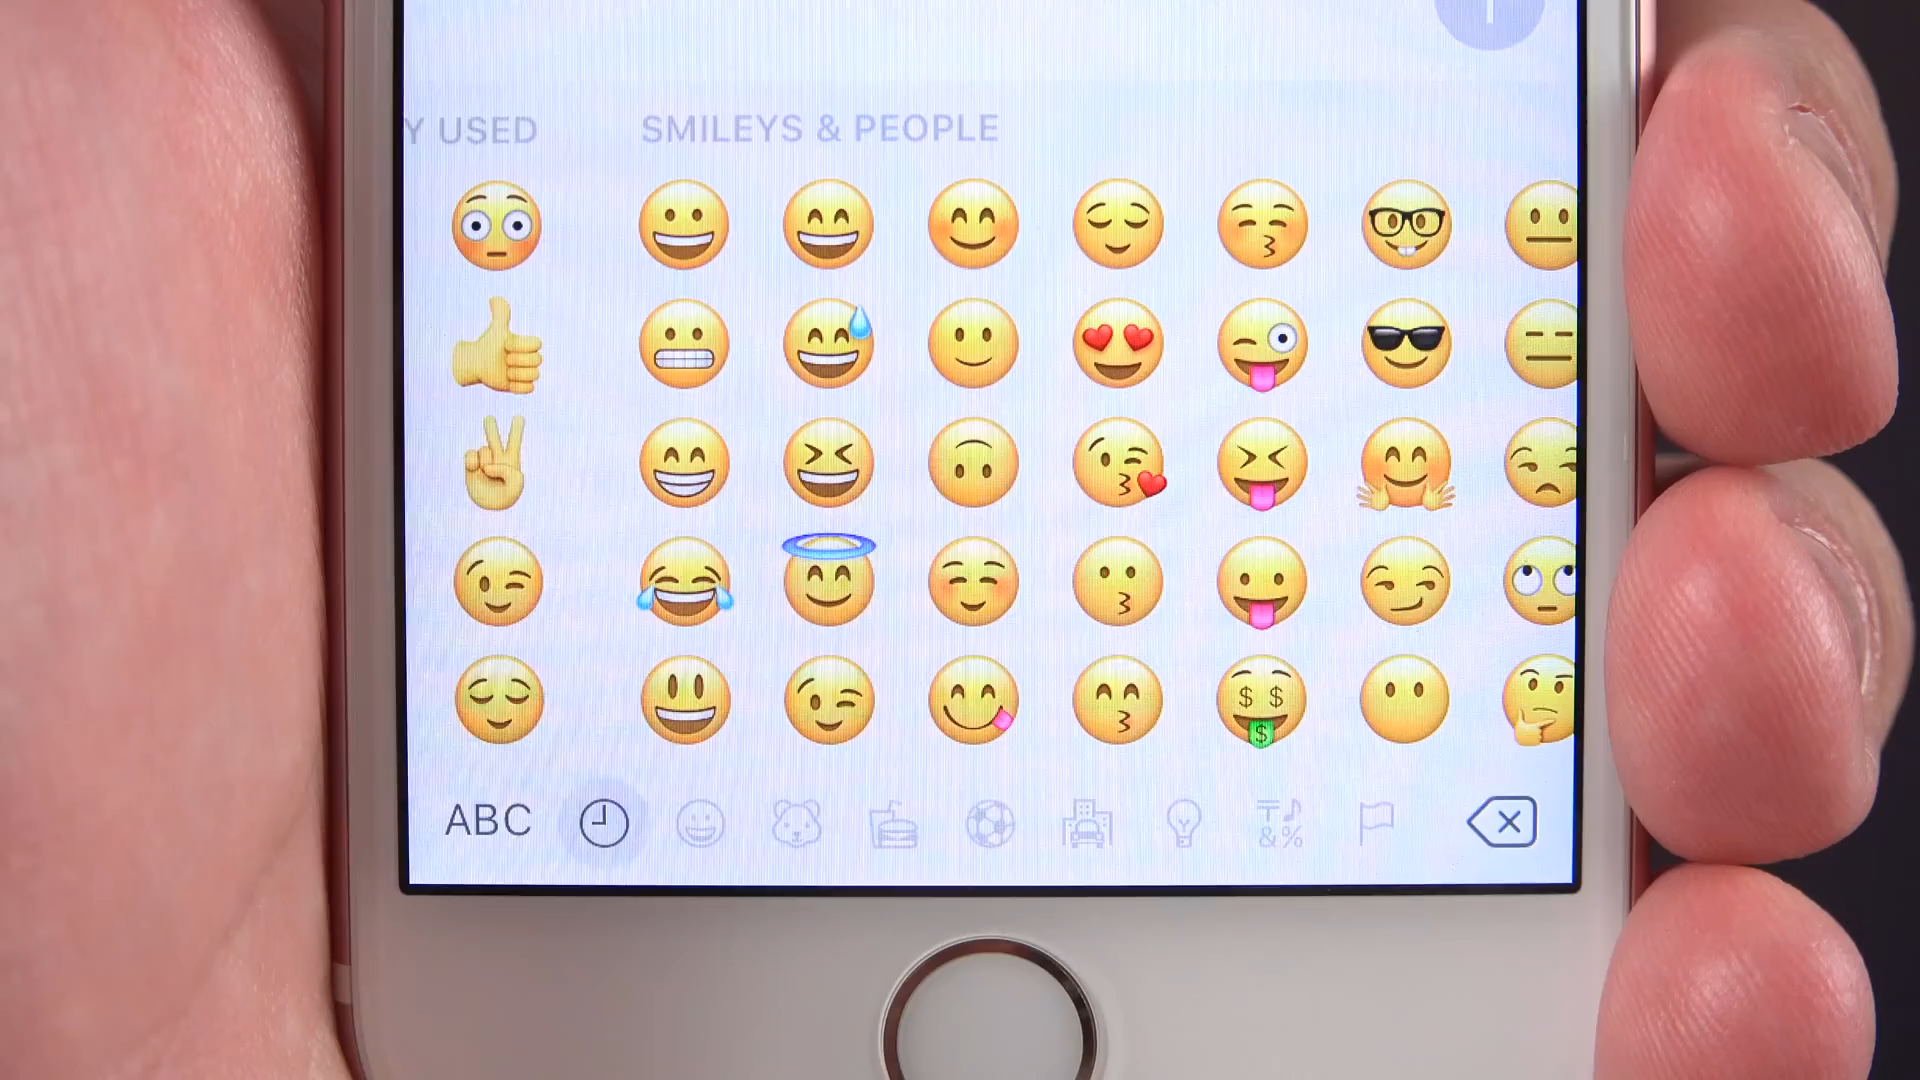 Y USED
SMILEYS & PEOPLE
$ $
$
ABC
&%